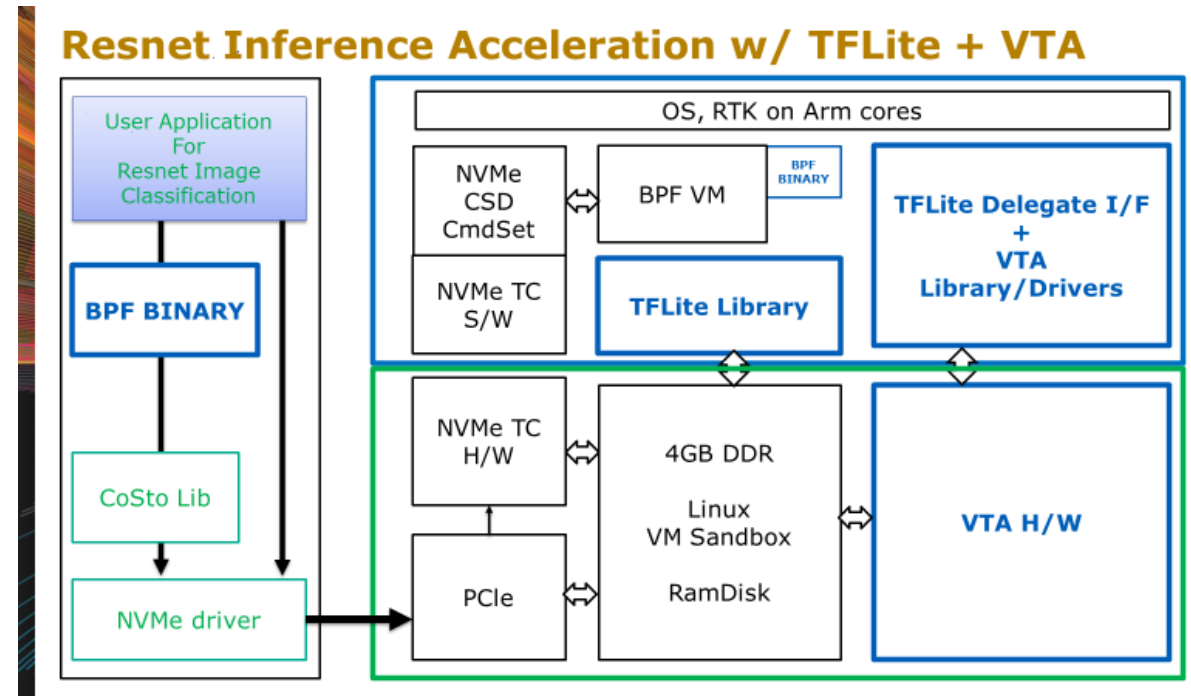 Resnet Inference Acceleration w/ TFLite + VTA
User Application
For
Resnet Image
Classification
BPF BINARY
CoSto Lib
NVMe driver
OS, RTK on Arm cores
NVMe
CSD
CmdSet
BPF VM
BPF
BINARY
TFLite Delegate I/F
+
VTA
Library/Drivers
NVMe TC
S/W
TFLite Library
NVMe TC
H/W
4GB DDR
Linux
VM Sandbox
RamDisk
VTA H/W
PCIe